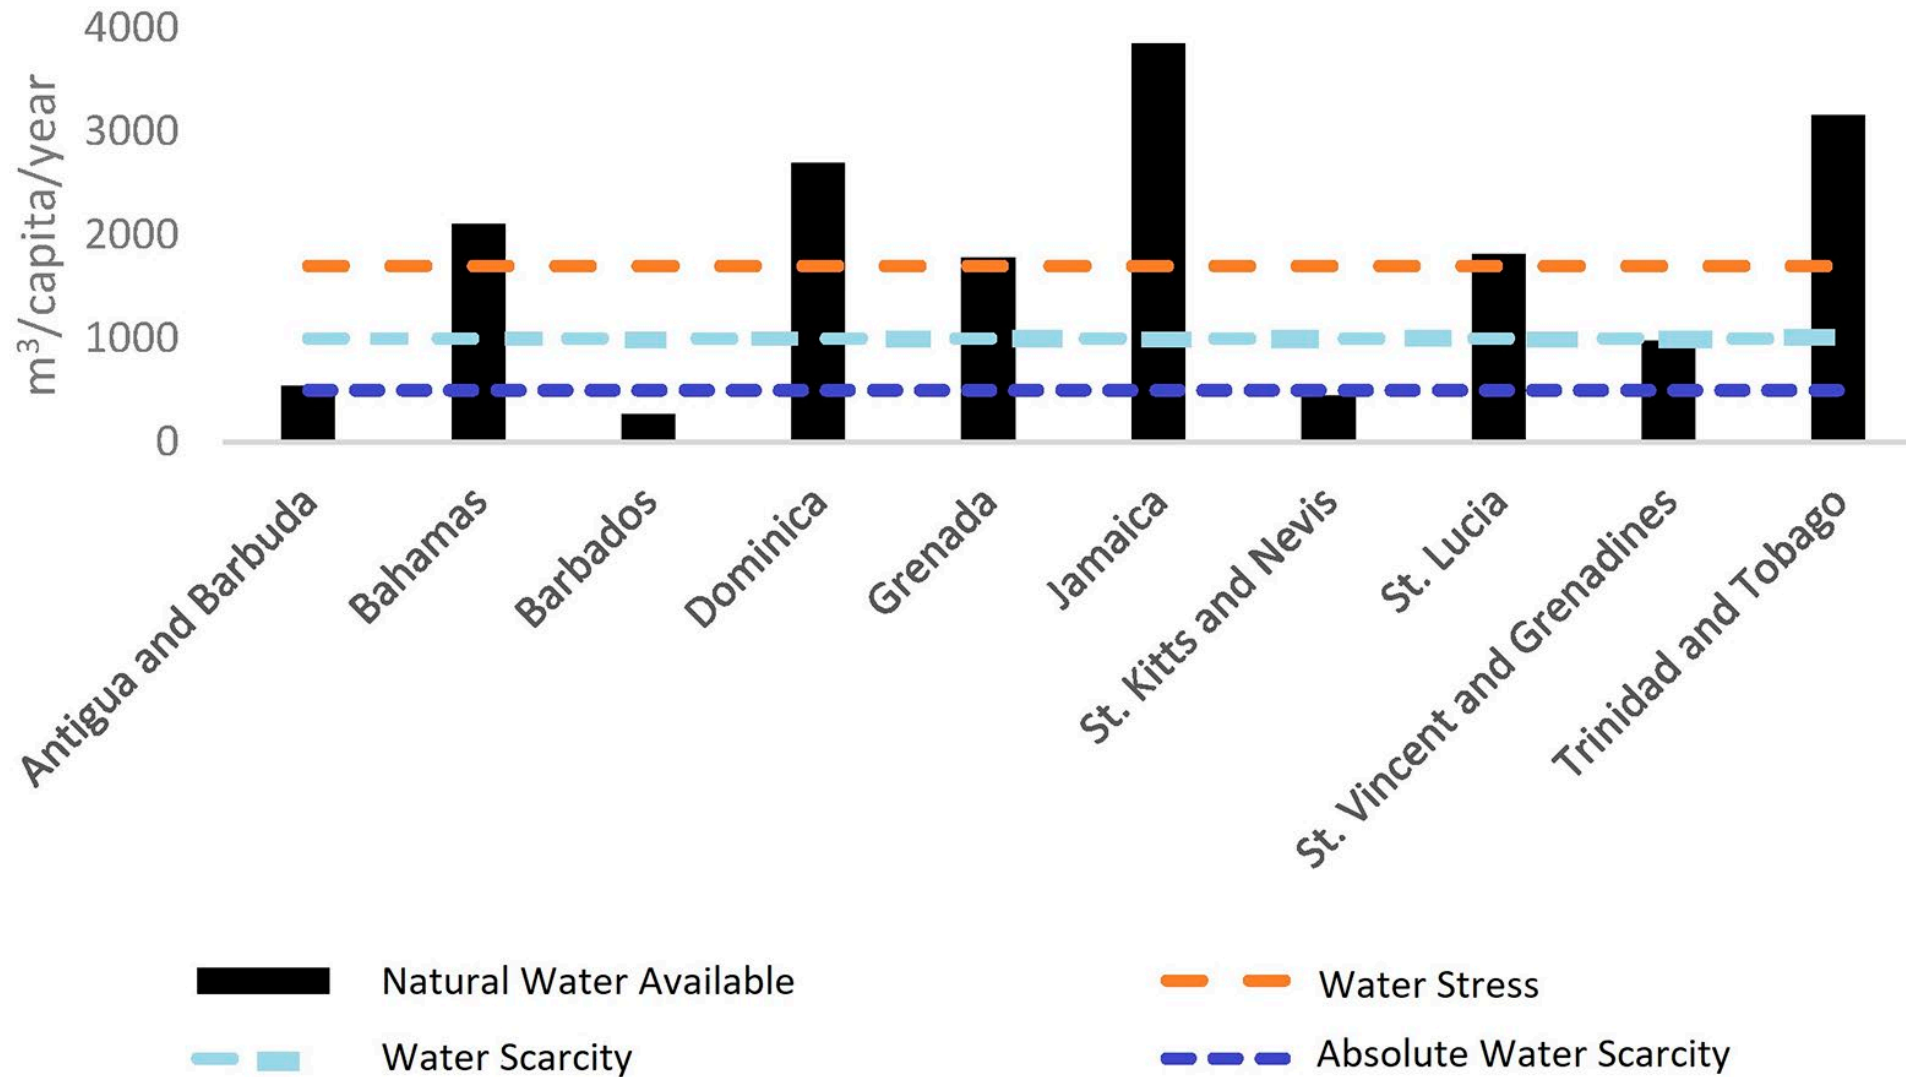 m³/capita/year
4000
3000
2000
1000
0
Antigua and Barbuda
Bahamas
Barbados
Dominica
Grenada
Jamaica
St. Kitts and Nevis
St. Lucia
St. Vincent and Grenadines
Trinidad and Tobago
Natural Water Available
Water Stress
Water Scarcity
Absolute Water Scarcity